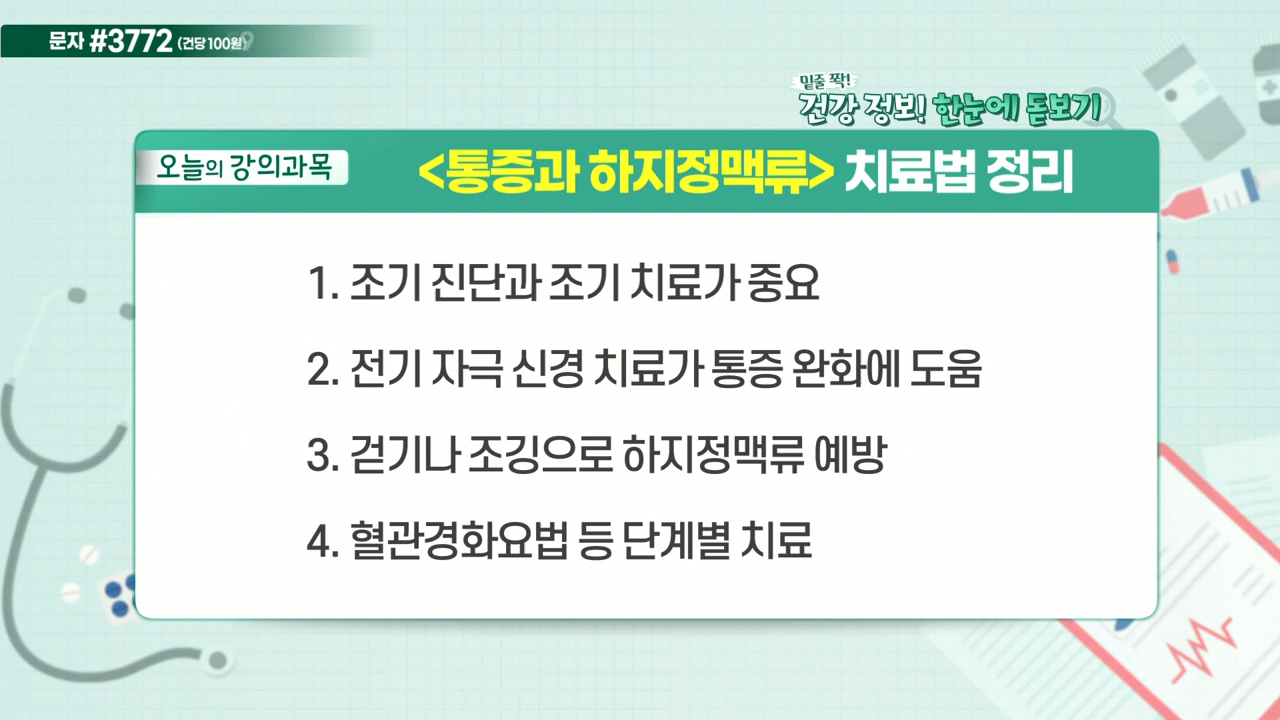 문자 #3772 (건당 100원)
밑줄 쫙!
건강 정보! 한눈에 돋보기
오늘의 강의과목
<통증과 하지정맥류> 치료법 정리
1. 조기 진단과 조기 치료가 중요
2. 전기 자극 신경 치료가 통증 완화에 도움
3. 걷기나 조깅으로 하지정맥류 예방
4. 혈관경화요법 등 단계별 치료